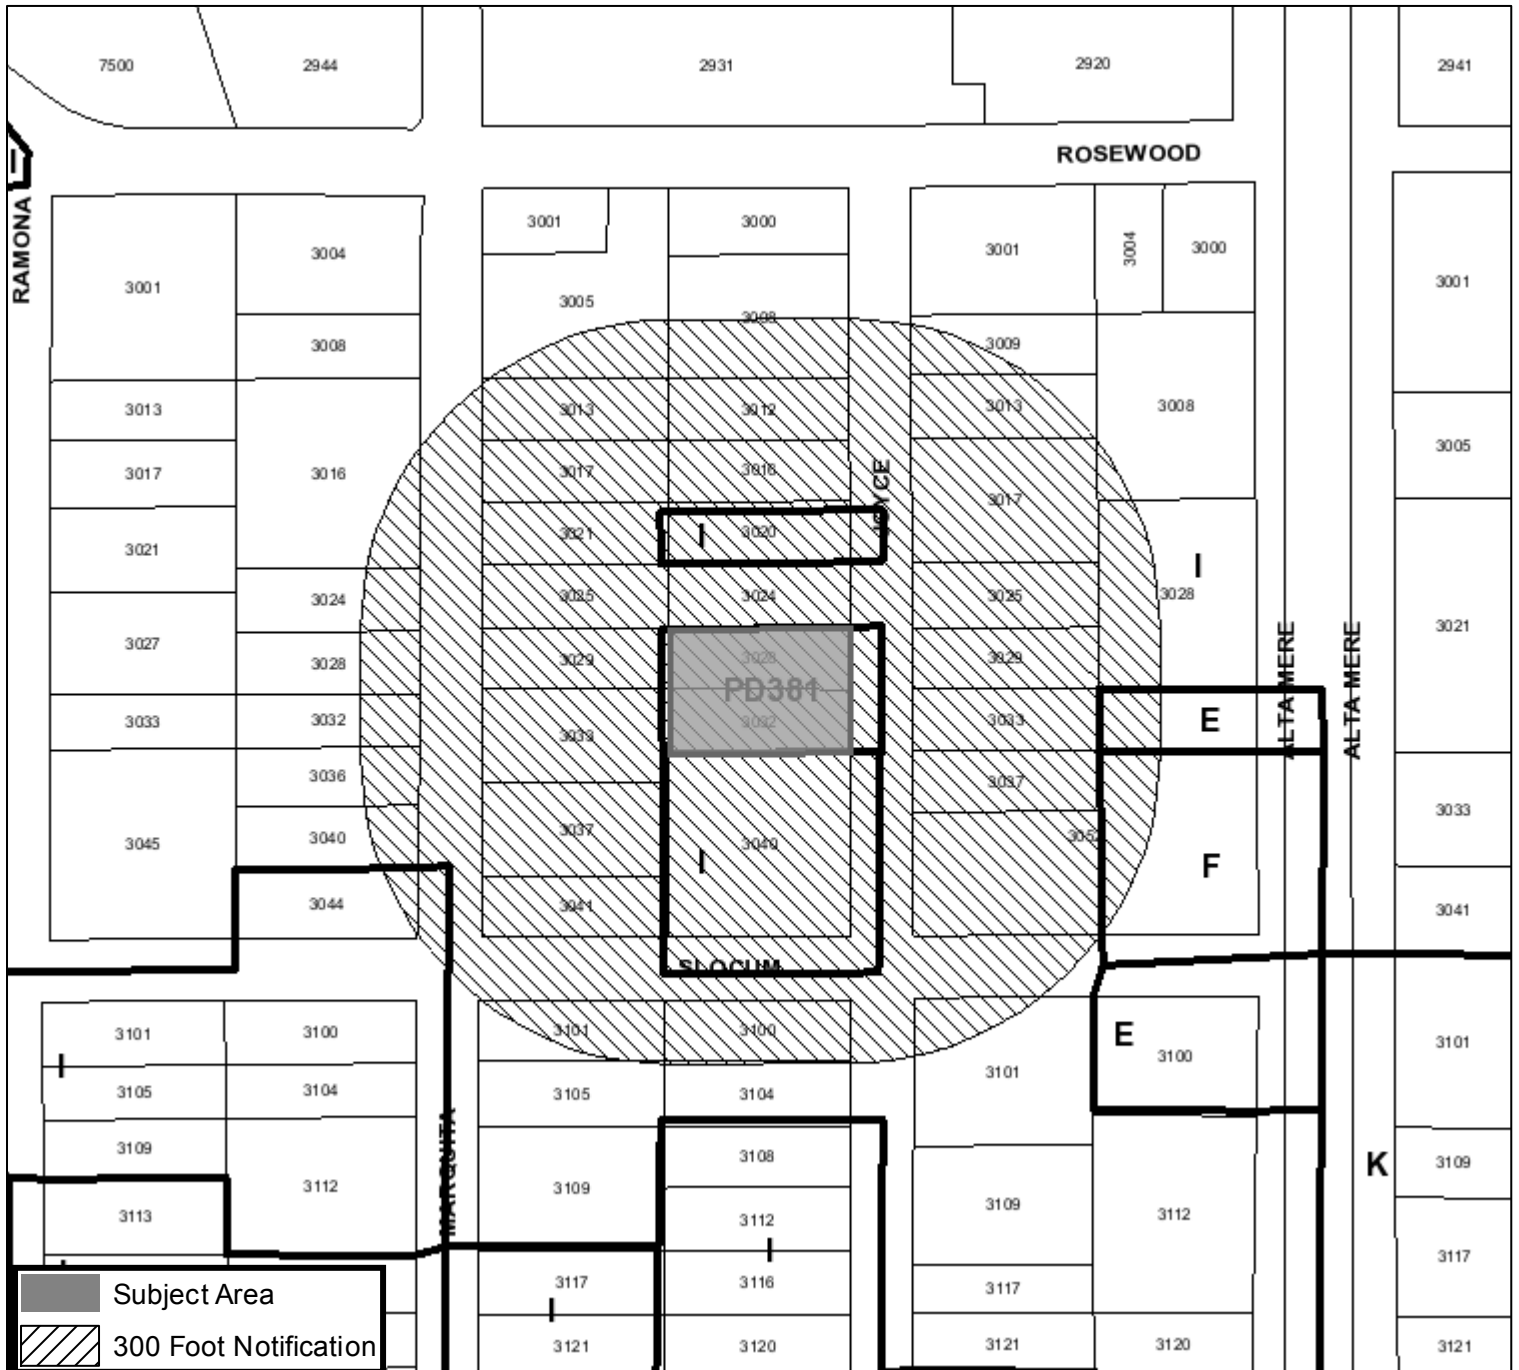 7500 2944 2931 2920 2941
ROSEWOOD
RAMONA
3001 3004 3001 3000 3001 3004 3000
3001 3005 3008 3001
3008 3009
3013 3013 3012 3013 3008
3017 3016 3017 3016 JOYCE 3017 3005
3021 3021 I 3020 I
3024 3025 3024 3025 3028
3027 3028 3029 3028 3029 3021
ALTA MERE ALTA MERE
PD381
3033 3032 3033 3032 3033 E
3036 3037
3045 3040 3037 I 3040 3052 F 3033
3044 3041 3041
SLOCUM
3101 3100 3101 3100 E 3100 3101
I
3105 3104 3105 3104 3101
MARQUITA
3109 3108 K 3109
3113 3112 3109 3112 3109 3112
I
3117 3116 3117 3117
I
3121 3120 3121 3120 3121
Subject Area
300 Foot Notification